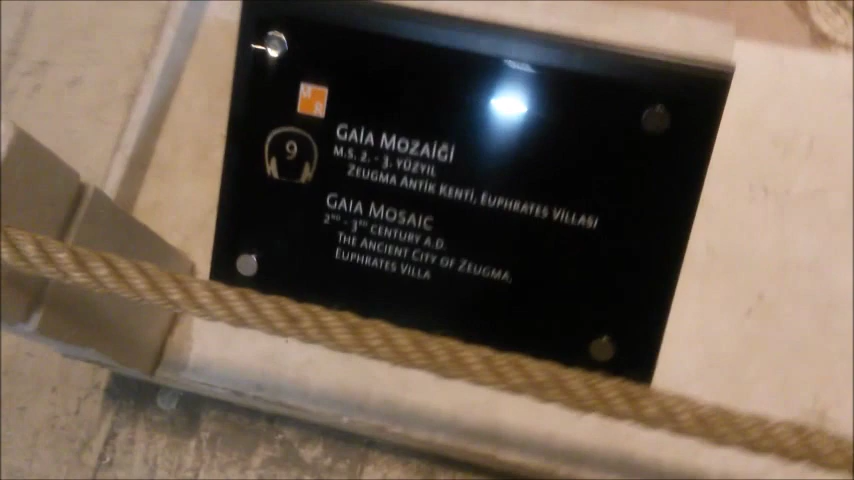 9
GAİA MOZAİĞİ
M.S. 2. - 3. YÜZYIL
ZEUGMA ANTİK KENTİ, EUPHRATES VİLLASI
GAIA MOSAIC
2ND - 3RD CENTURY A.D.
THE ANCIENT CITY OF ZEUGMA,
EUPHRATES VILLA